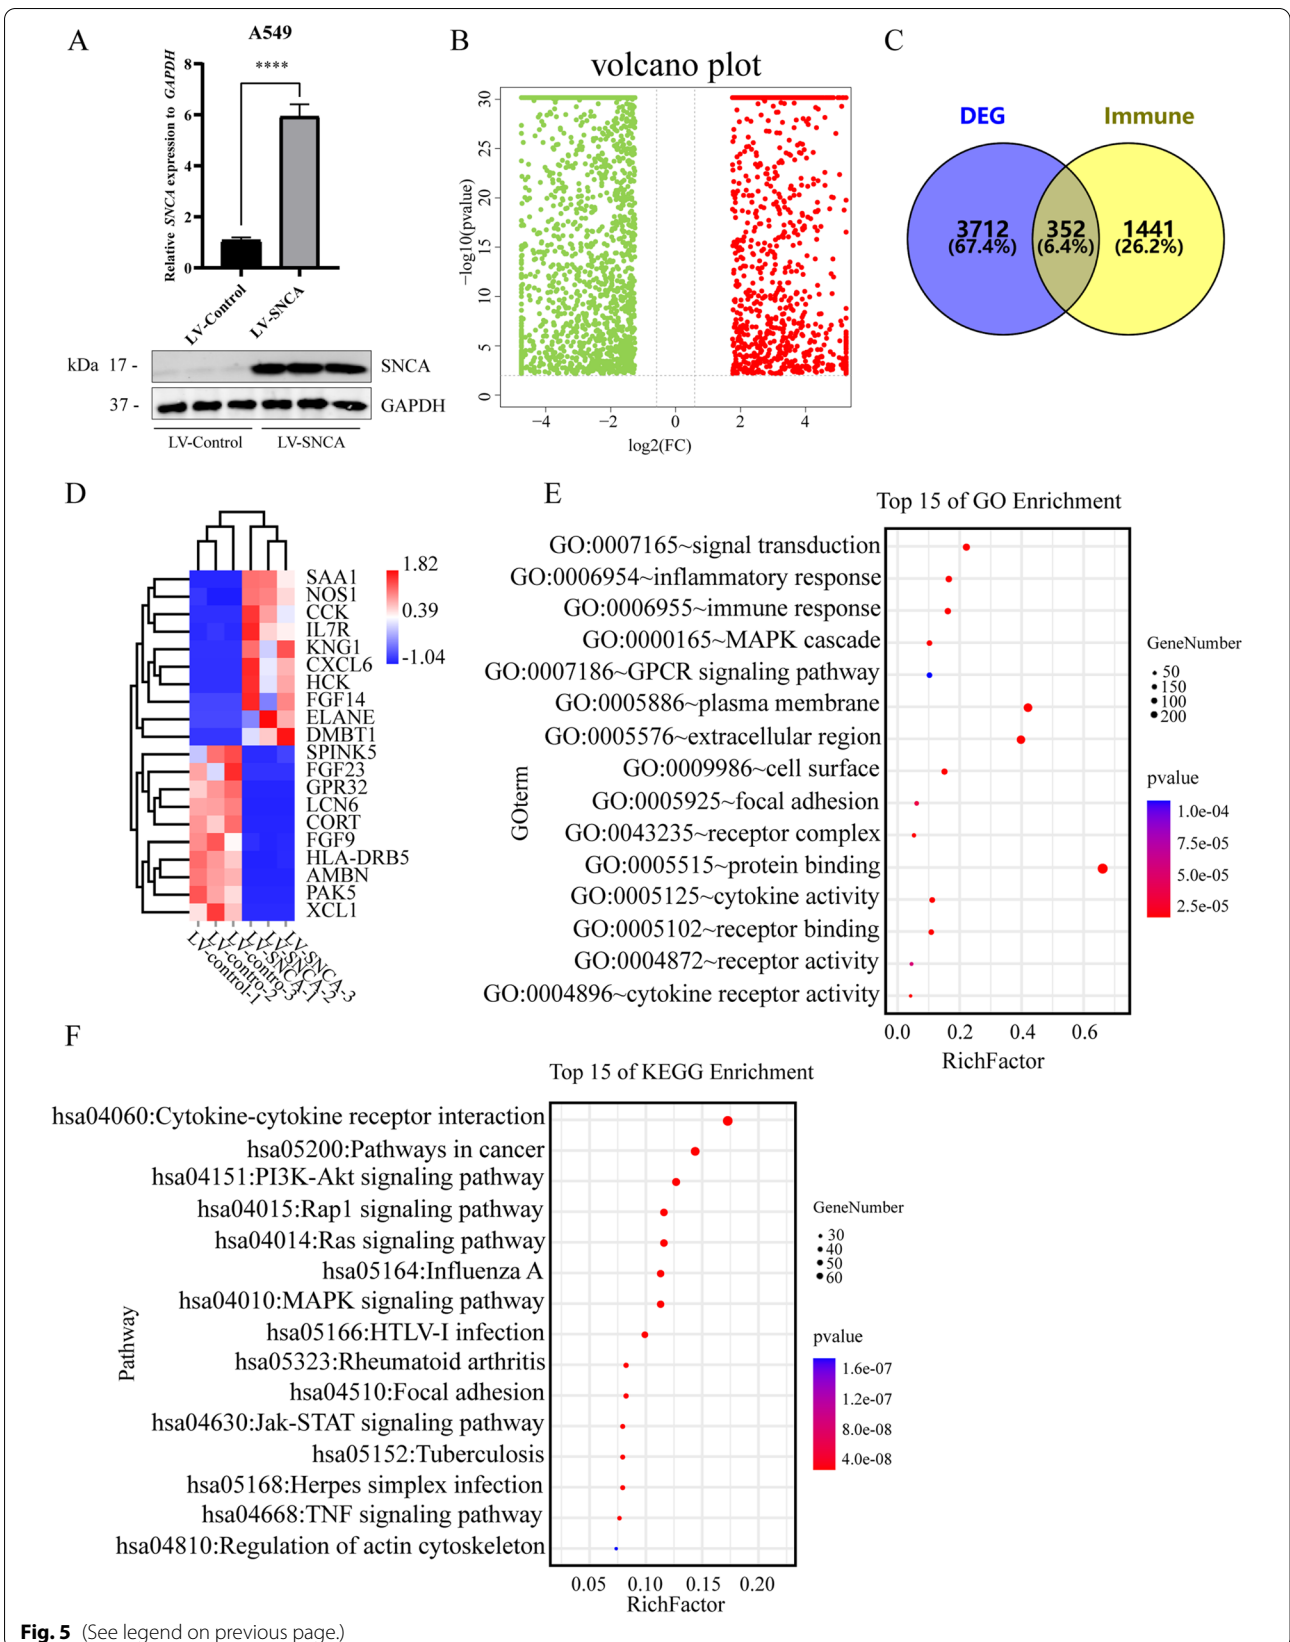 A
A549
Relative SNCA expression to GAPDH
****
8
6
4
2
0
LV-Control
LV-SNCA
kDa 17 -
SNCA
37 -
GAPDH
LV-Control
LV-SNCA
B
volcano plot
−log10(pvalue)
30
25
20
15
10
5
0
−4 −2 0 2 4
log2(FC)
C
DEG
Immune
3712
(67.4%)
352
(6.4%)
1441
(26.2%)
D
SAA1
NOS1
CCK
IL7R
KNG1
CXCL6
HCK
FGF14
ELANE
DMBT1
SPINK5
FGF23
GPR32
LCN6
CORT
FGF9
HLA-DRB5
AMBN
PAK5
XCL1
1.82
0.39
-1.04
LV-control-1
LV-contro-2
LV-contro-3
LV-SNCA-1
LV-SNCA-2
LV-SNCA-3
E
Top 15 of GO Enrichment
GOterm
GO:0007165~signal transduction
GO:0006954~inflammatory response
GO:0006955~immune response
GO:0000165~MAPK cascade
GO:0007186~GPCR signaling pathway
GO:0005886~plasma membrane
GO:0005576~extracellular region
GO:0009986~cell surface
GO:0005925~focal adhesion
GO:0043235~receptor complex
GO:0005515~protein binding
GO:0005125~cytokine activity
GO:0005102~receptor binding
GO:0004872~receptor activity
GO:0004896~cytokine receptor activity
0.0 0.2 0.4 0.6
RichFactor
GeneNumber
50
150
100
200
pvalue
1.0e-04
7.5e-05
5.0e-05
2.5e-05
F
Top 15 of KEGG Enrichment
Pathway
hsa04060:Cytokine-cytokine receptor interaction
hsa05200:Pathways in cancer
hsa04151:PI3K-Akt signaling pathway
hsa04015:Rap1 signaling pathway
hsa04014:Ras signaling pathway
hsa05164:Influenza A
hsa04010:MAPK signaling pathway
hsa05166:HTLV-I infection
hsa05323:Rheumatoid arthritis
hsa04510:Focal adhesion
hsa04630:Jak-STAT signaling pathway
hsa05152:Tuberculosis
hsa05168:Herpes simplex infection
hsa04668:TNF signaling pathway
hsa04810:Regulation of actin cytoskeleton
0.05 0.10 0.15 0.20
RichFactor
GeneNumber
30
40
50
60
pvalue
1.6e-07
1.2e-07
8.0e-08
4.0e-08
Fig. 5 (See legend on previous page.)